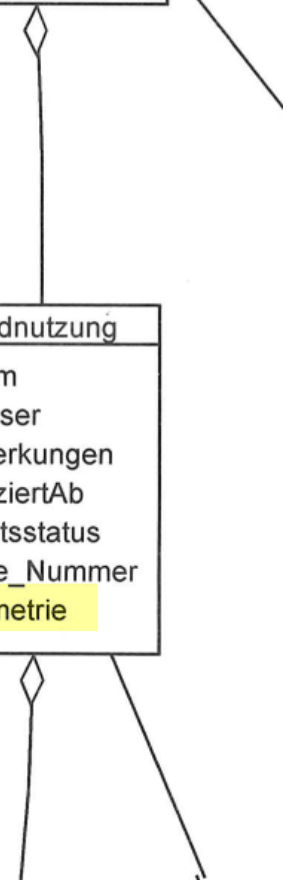 dnutzung
m
ser
erkungen
ziertAb
tsstatus
e_Nummer
netrie